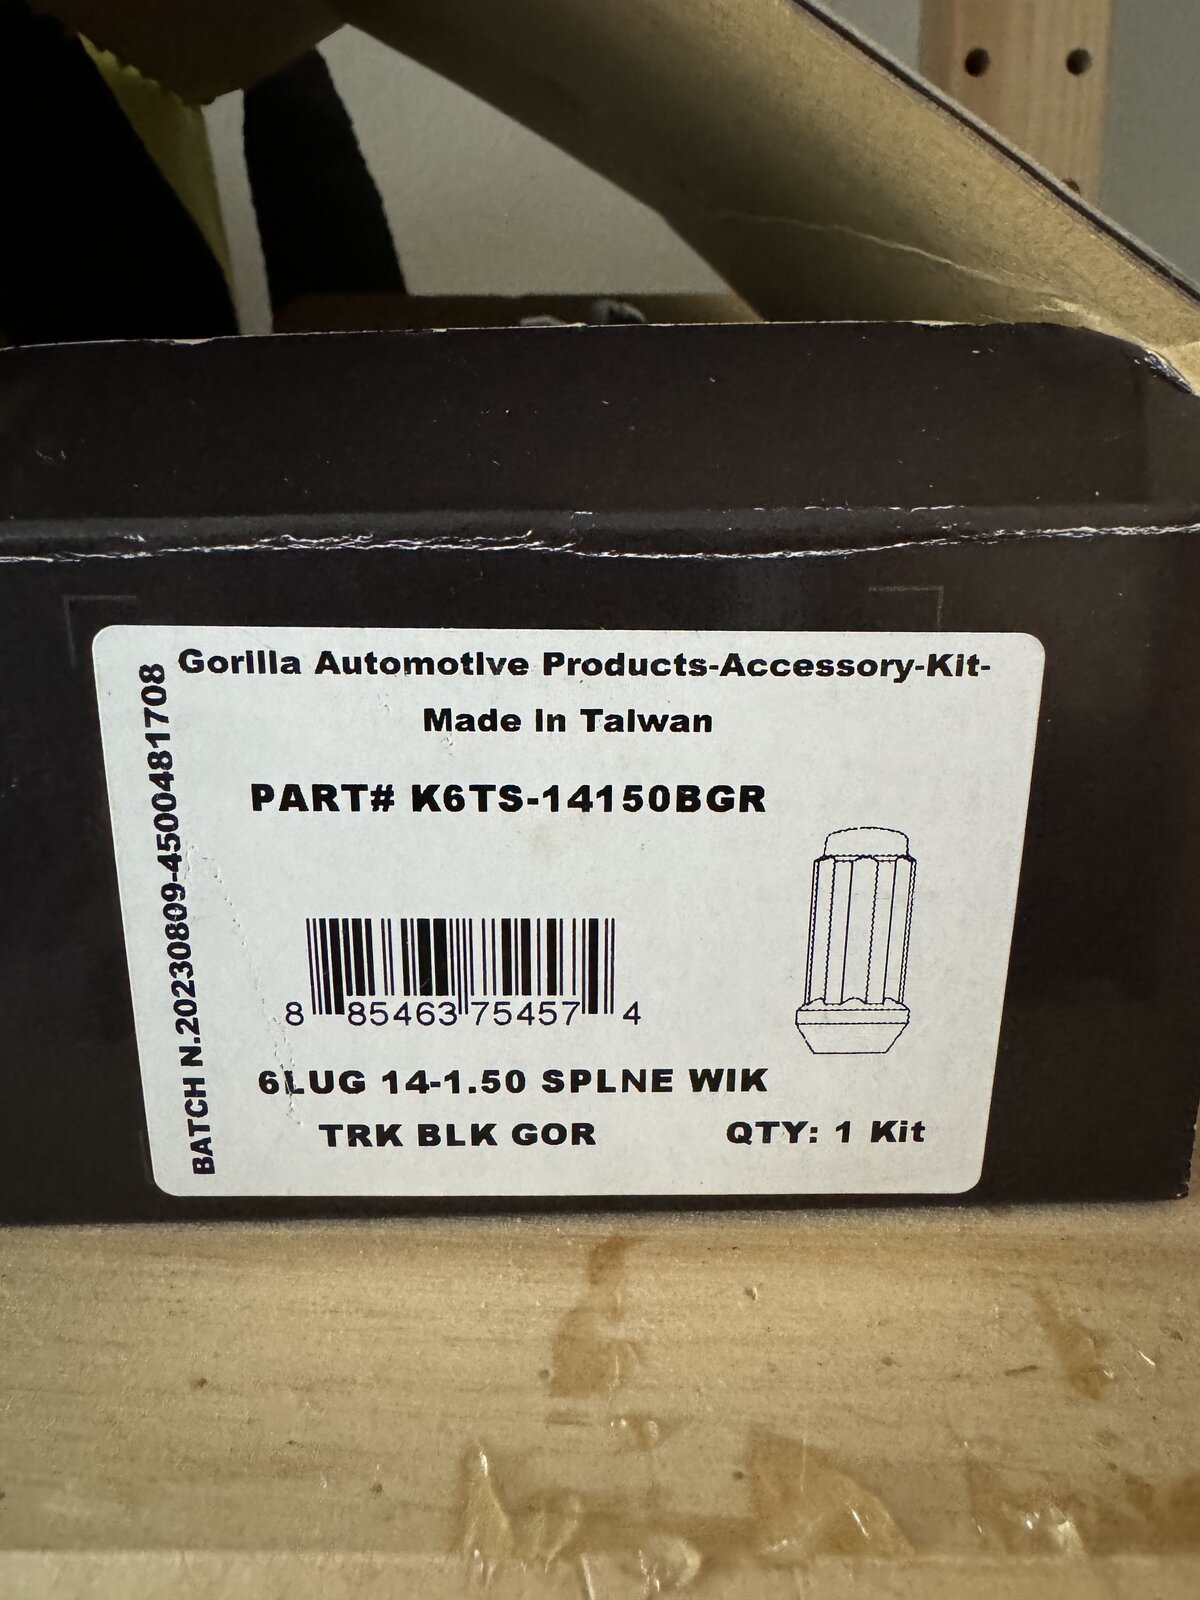 Gorilla Automotive Products-Accessory-Kit-
Made In Taiwan
BATCH N.20230809-4500481708
PART# K6TS-14150BGR
8 85463 75457 4
6LUG 14-1.50 SPLNE WIK
TRK BLK GOR
QTY: 1 Kit